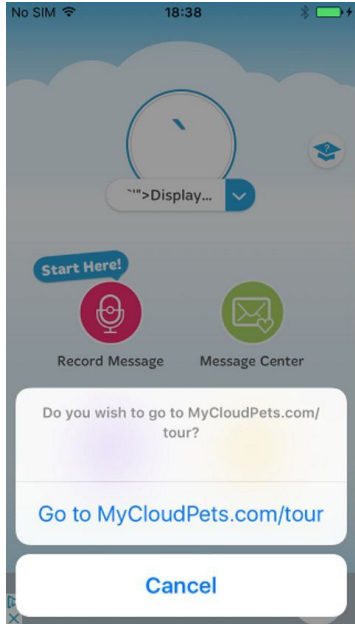 No SIM 18:38
`
`'">Display...
?
Start Here!
Record Message Message Center
Do you wish to go to MyCloudPets.com/
tour?
Go to MyCloudPets.com/tour
Cancel